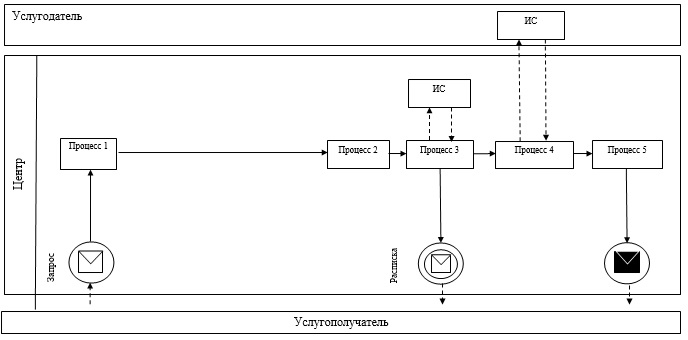 Услугодатель
ИС
ИС
Центр
Процесс 1
Процесс 2
Процесс 3
Процесс 4
Процесс 5
Запрос
Расписка
Услугополучатель